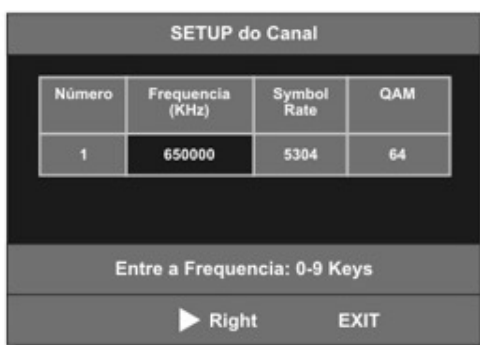 SETUP do Canal
Número Frequencia (KHz) Symbol Rate QAM
1 650000 5304 64
Entre a Frequencia: 0-9 Keys
Right EXIT